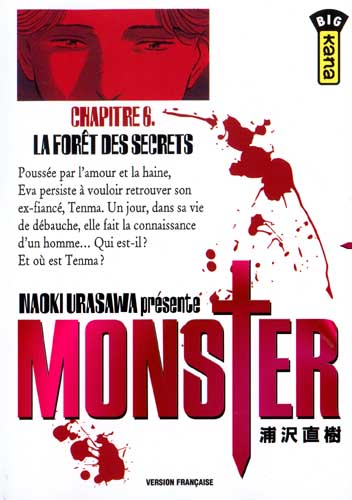 BIG
kana
CHAPITRE 6.
LA FORÊT DES SECRETS
Poussée par l'amour et la haine,
Eva persiste à vouloir retrouver son
ex-fiancé, Tenma. Un jour, dans sa vie
de débauche, elle fait la connaissance
d'un homme... Qui est-il ?
Et où est Tenma ?
NAOKI URASAWA présente
MONSTER
浦沢直樹
VERSION FRANÇAISE